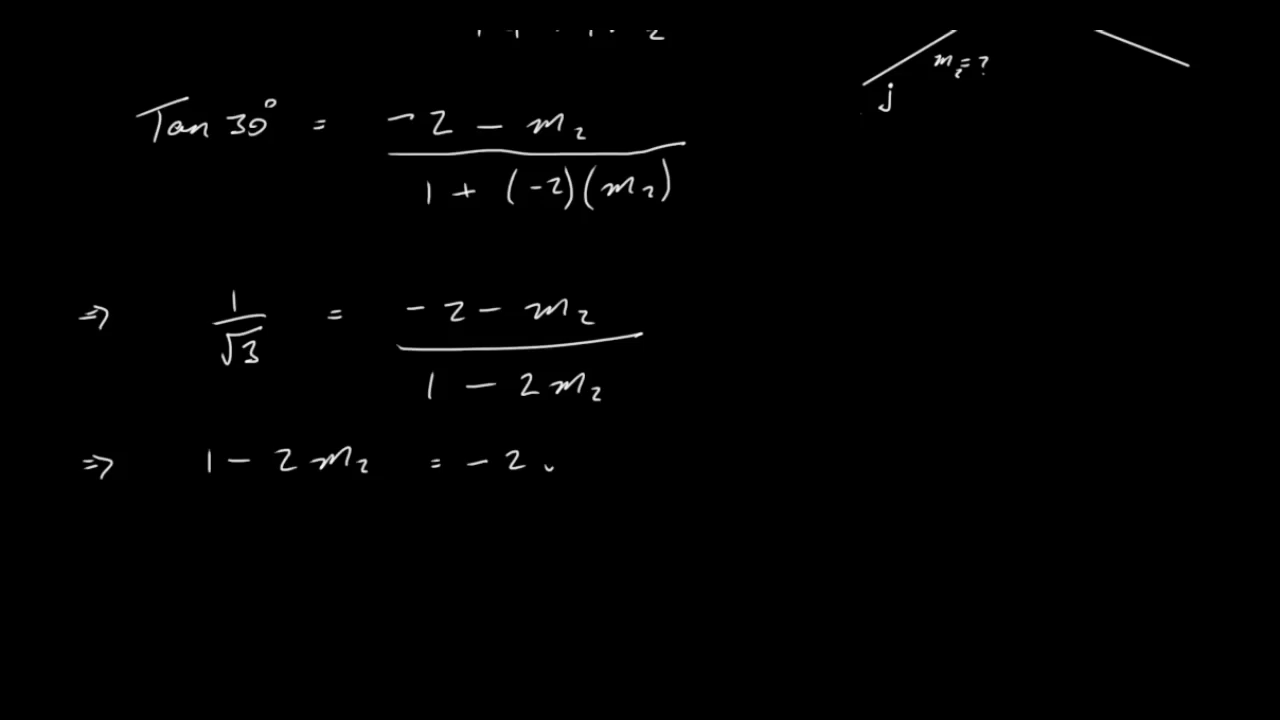 m₂ = ?
j
Tan 30° = (-2 - m₂) / (1 + (-2)(m₂))
⇒ 1/√3 = (-2 - m₂) / (1 - 2m₂)
⇒ 1 - 2m₂ = -2